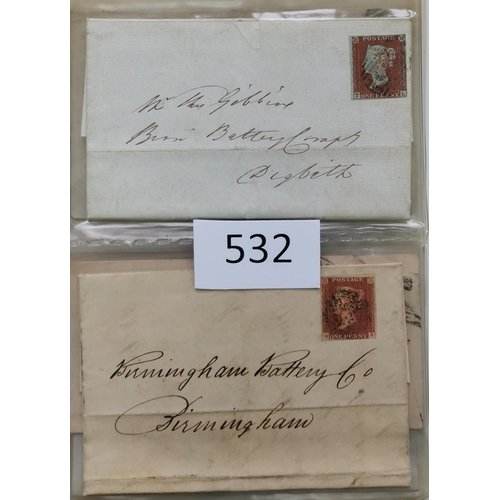 POSTAGE
ONE PENNY
Mr Thos Gibbins
Birm Battery Compy
Digbeth
532
POSTAGE
ONE PENNY
Birmingham Battery Co
Birmingham